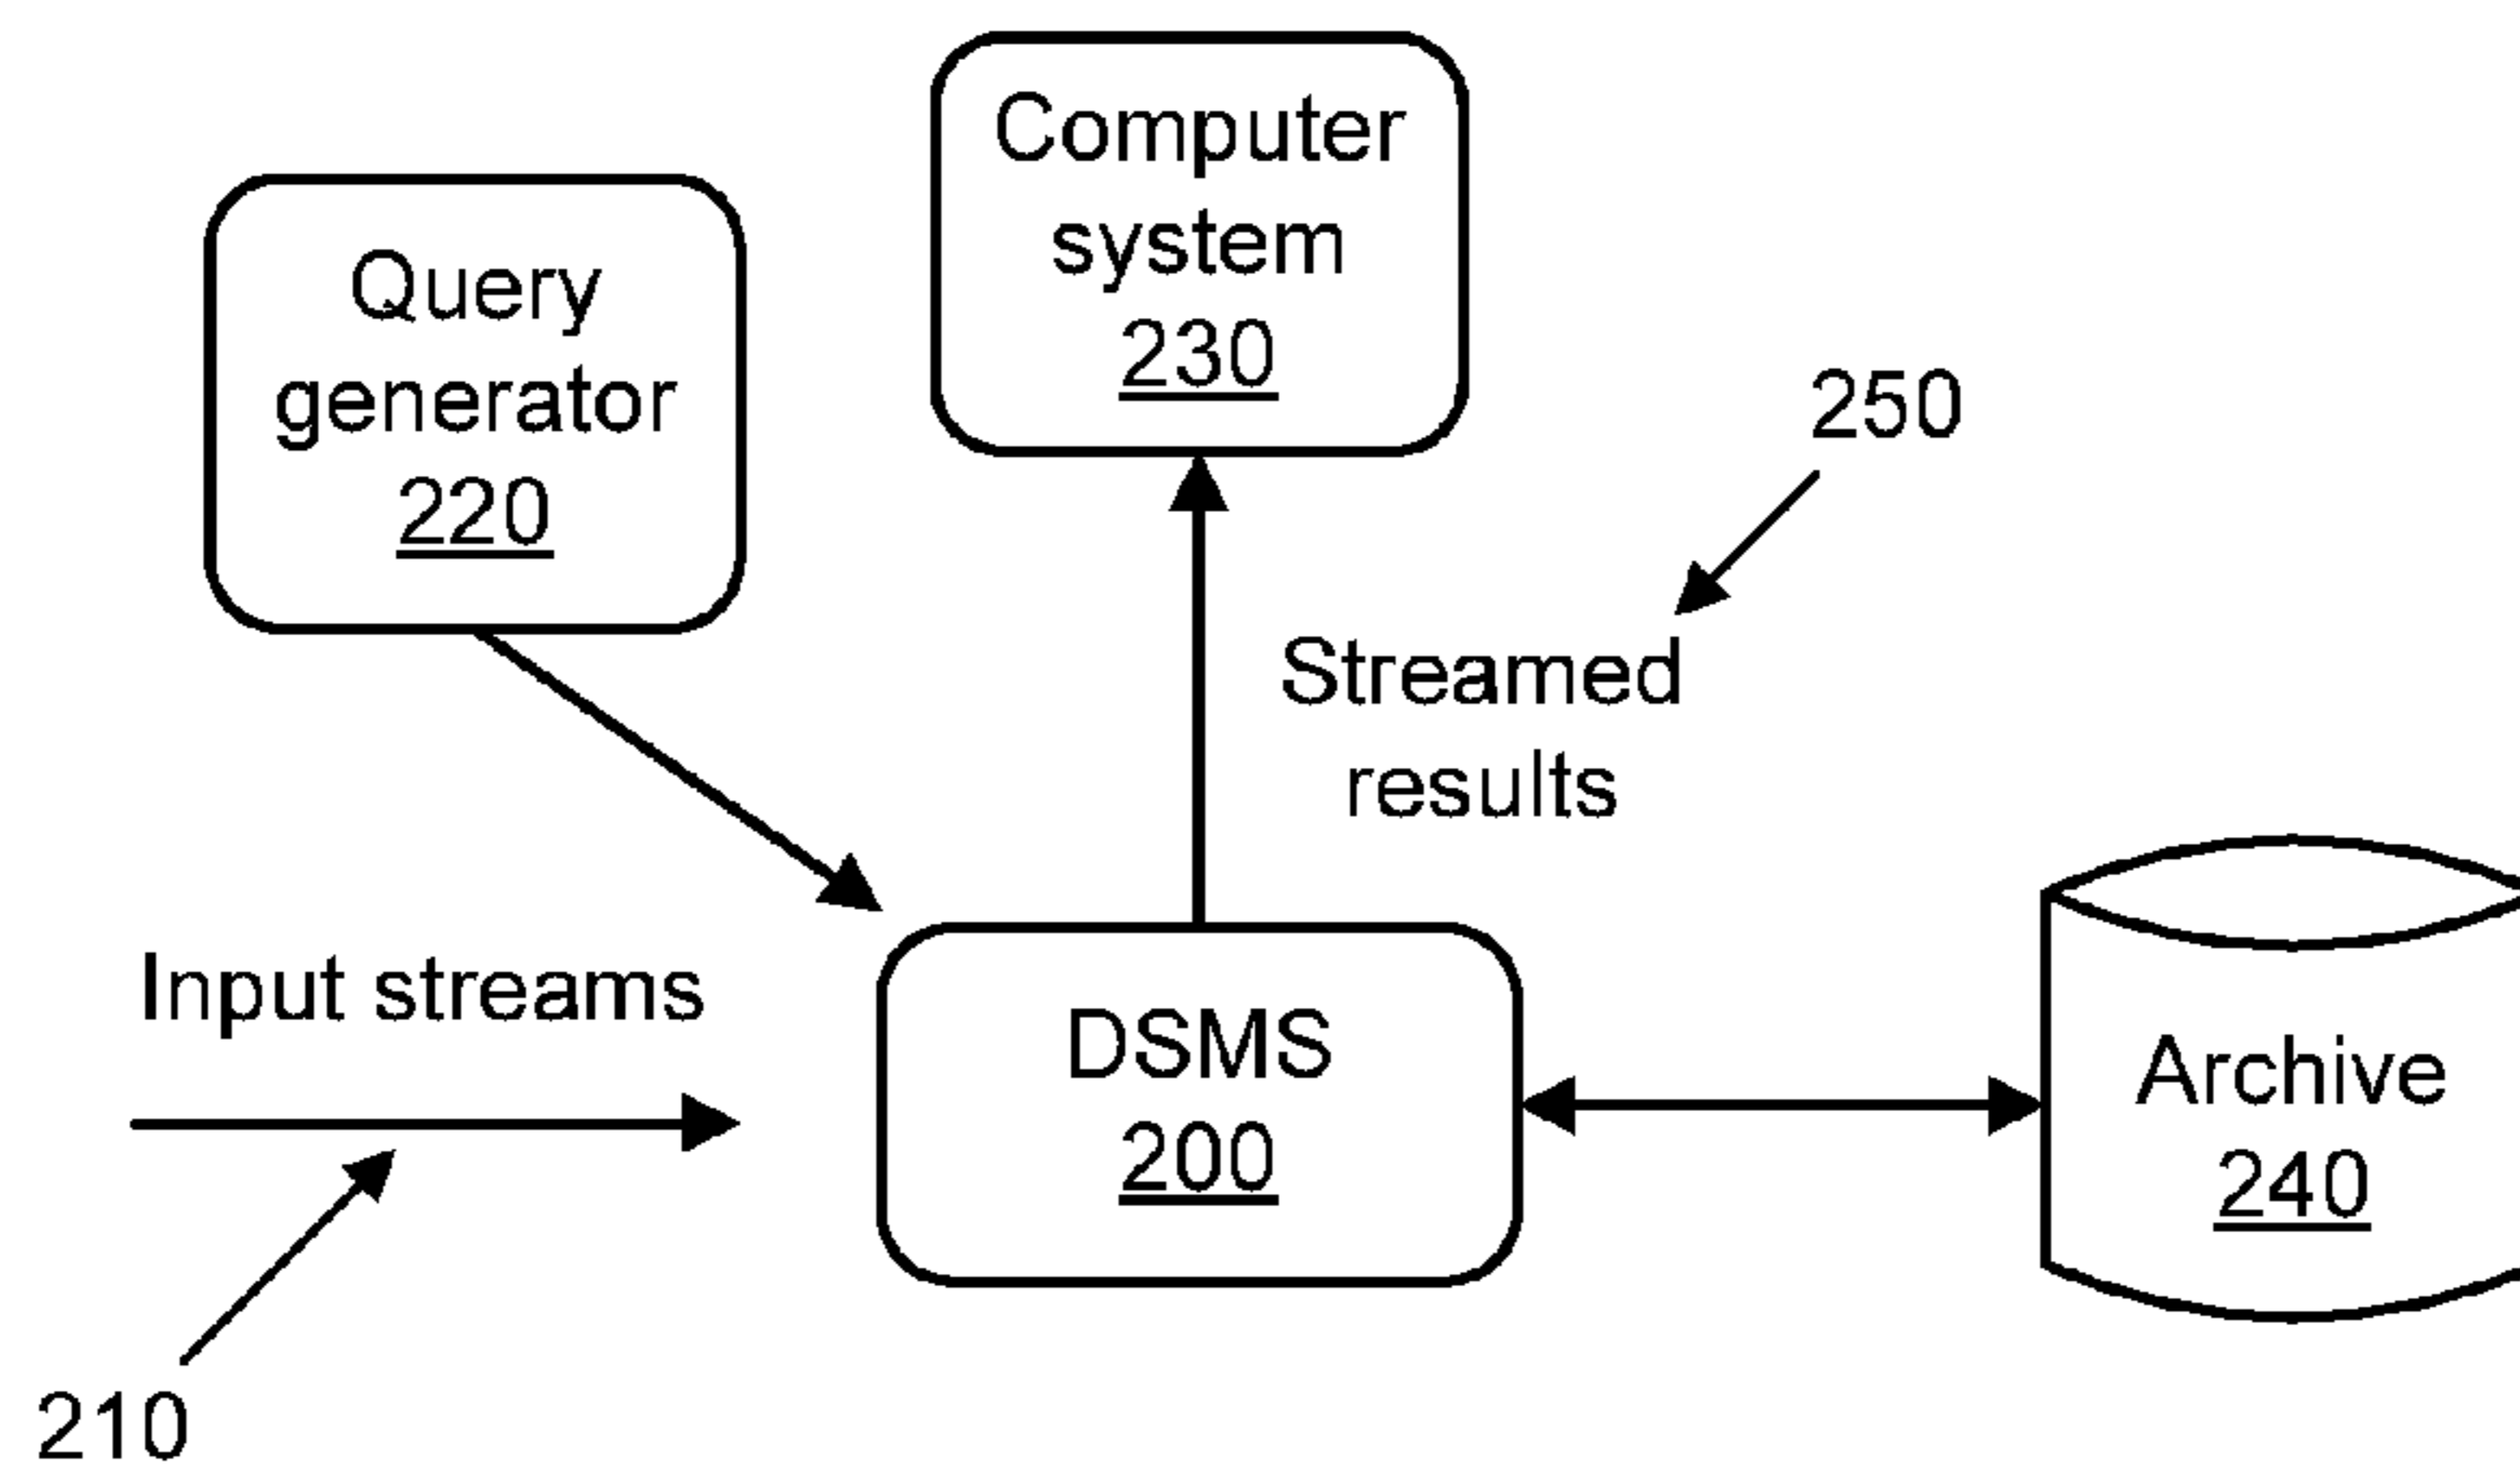 Computer
system
230
Query
generator
220
250
Streamed
results
Input streams
DSMS
200
Archive
240
210